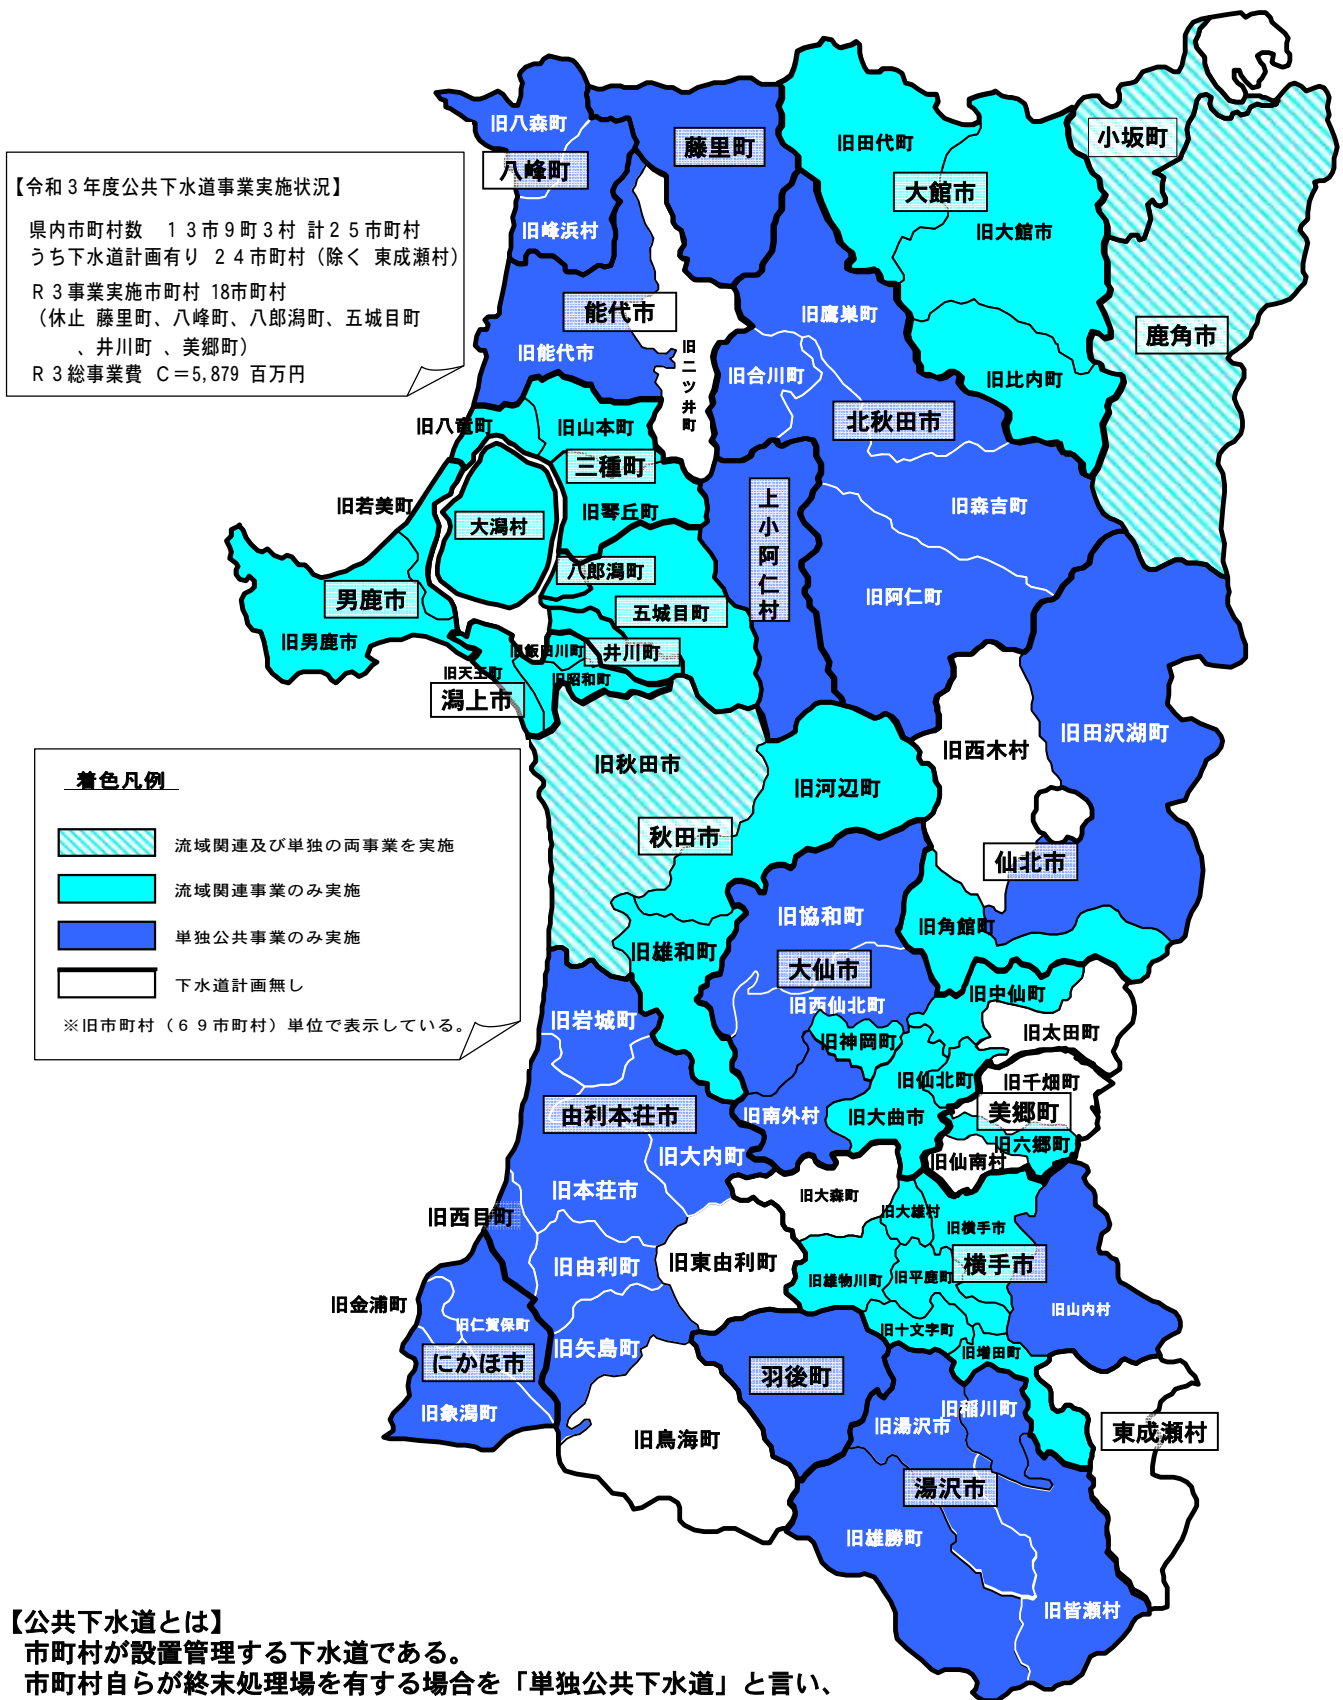 旧八森町
八峰町
旧峰浜村
藤里町
旧田代町
大館市
旧大館市
小坂町
鹿角市
【令和３年度公共下水道事業実施状況】
県内市町村数　１３市９町３村 計２５市町村
うち下水道計画有り ２４市町村（除く 東成瀬村）
Ｒ３事業実施市町村 18市町村
（休止 藤里町、八峰町、八郎潟町、五城目町
、井川町 、美郷町）
Ｒ３総事業費 Ｃ＝5,879 百万円
能代市
旧能代市
旧二ツ井町
旧鷹巣町
旧合川町
旧比内町
北秋田市
旧八竜町
旧山本町
三種町
旧琴丘町
旧若美町
大潟村
上小阿仁村
旧森吉町
旧阿仁町
八郎潟町
男鹿市
旧男鹿市
五城目町
旧飯田川町
井川町
旧天王町
旧昭和町
潟上市
旧秋田市
旧河辺町
秋田市
旧西木村
旧田沢湖町
仙北市
着色凡例
流域関連及び単独の両事業を実施
流域関連事業のみ実施
単独公共事業のみ実施
下水道計画無し
※旧市町村（６９市町村）単位で表示している。
旧協和町
旧角館町
旧雄和町
大仙市
旧西仙北町
旧中仙町
旧太田町
旧岩城町
旧神岡町
旧仙北町
旧千畑町
由利本荘市
旧南外村
旧大曲市
美郷町
旧六郷町
旧仙南村
旧大内町
旧本荘市
旧大森町
旧西目町
旧大雄村
旧横手市
旧由利町
旧東由利町
旧雄物川町
旧平鹿町
横手市
旧金浦町
旧仁賀保町
旧矢島町
旧十文字町
旧山内村
旧増田町
にかほ市
羽後町
旧象潟町
旧鳥海町
旧湯沢市
旧稲川町
東成瀬村
湯沢市
旧雄勝町
旧皆瀬村
【公共下水道とは】
市町村が設置管理する下水道である。
市町村自らが終末処理場を有する場合を「単独公共下水道」と言い、